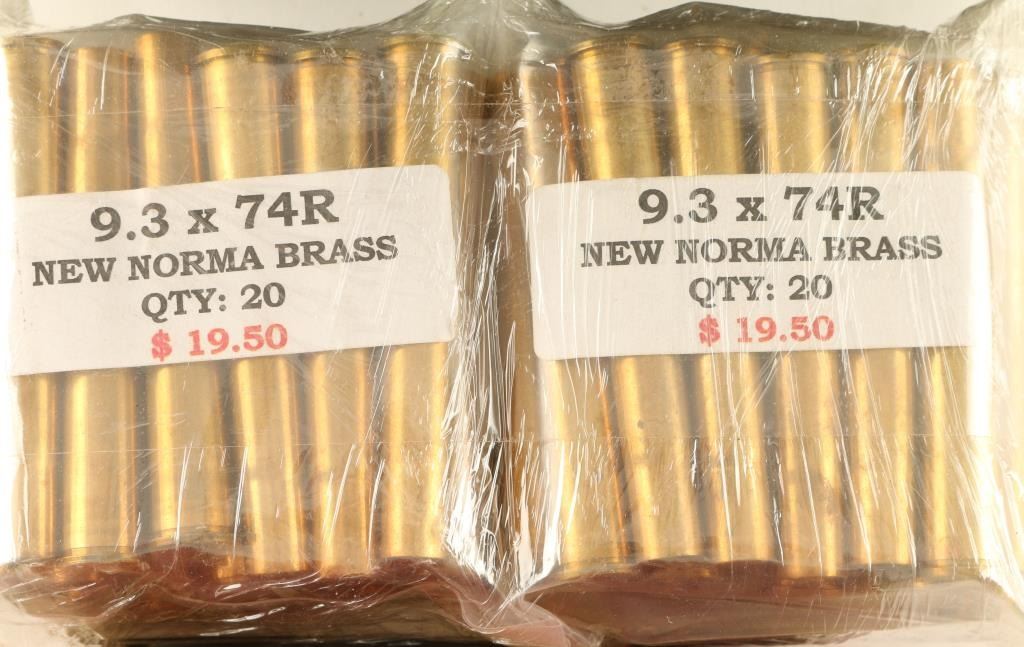 9.3 x 74R
NEW NORMA BRASS
QTY: 20
$ 19.50
9.3 x 74R
NEW NORMA BRASS
QTY: 20
$ 19.50